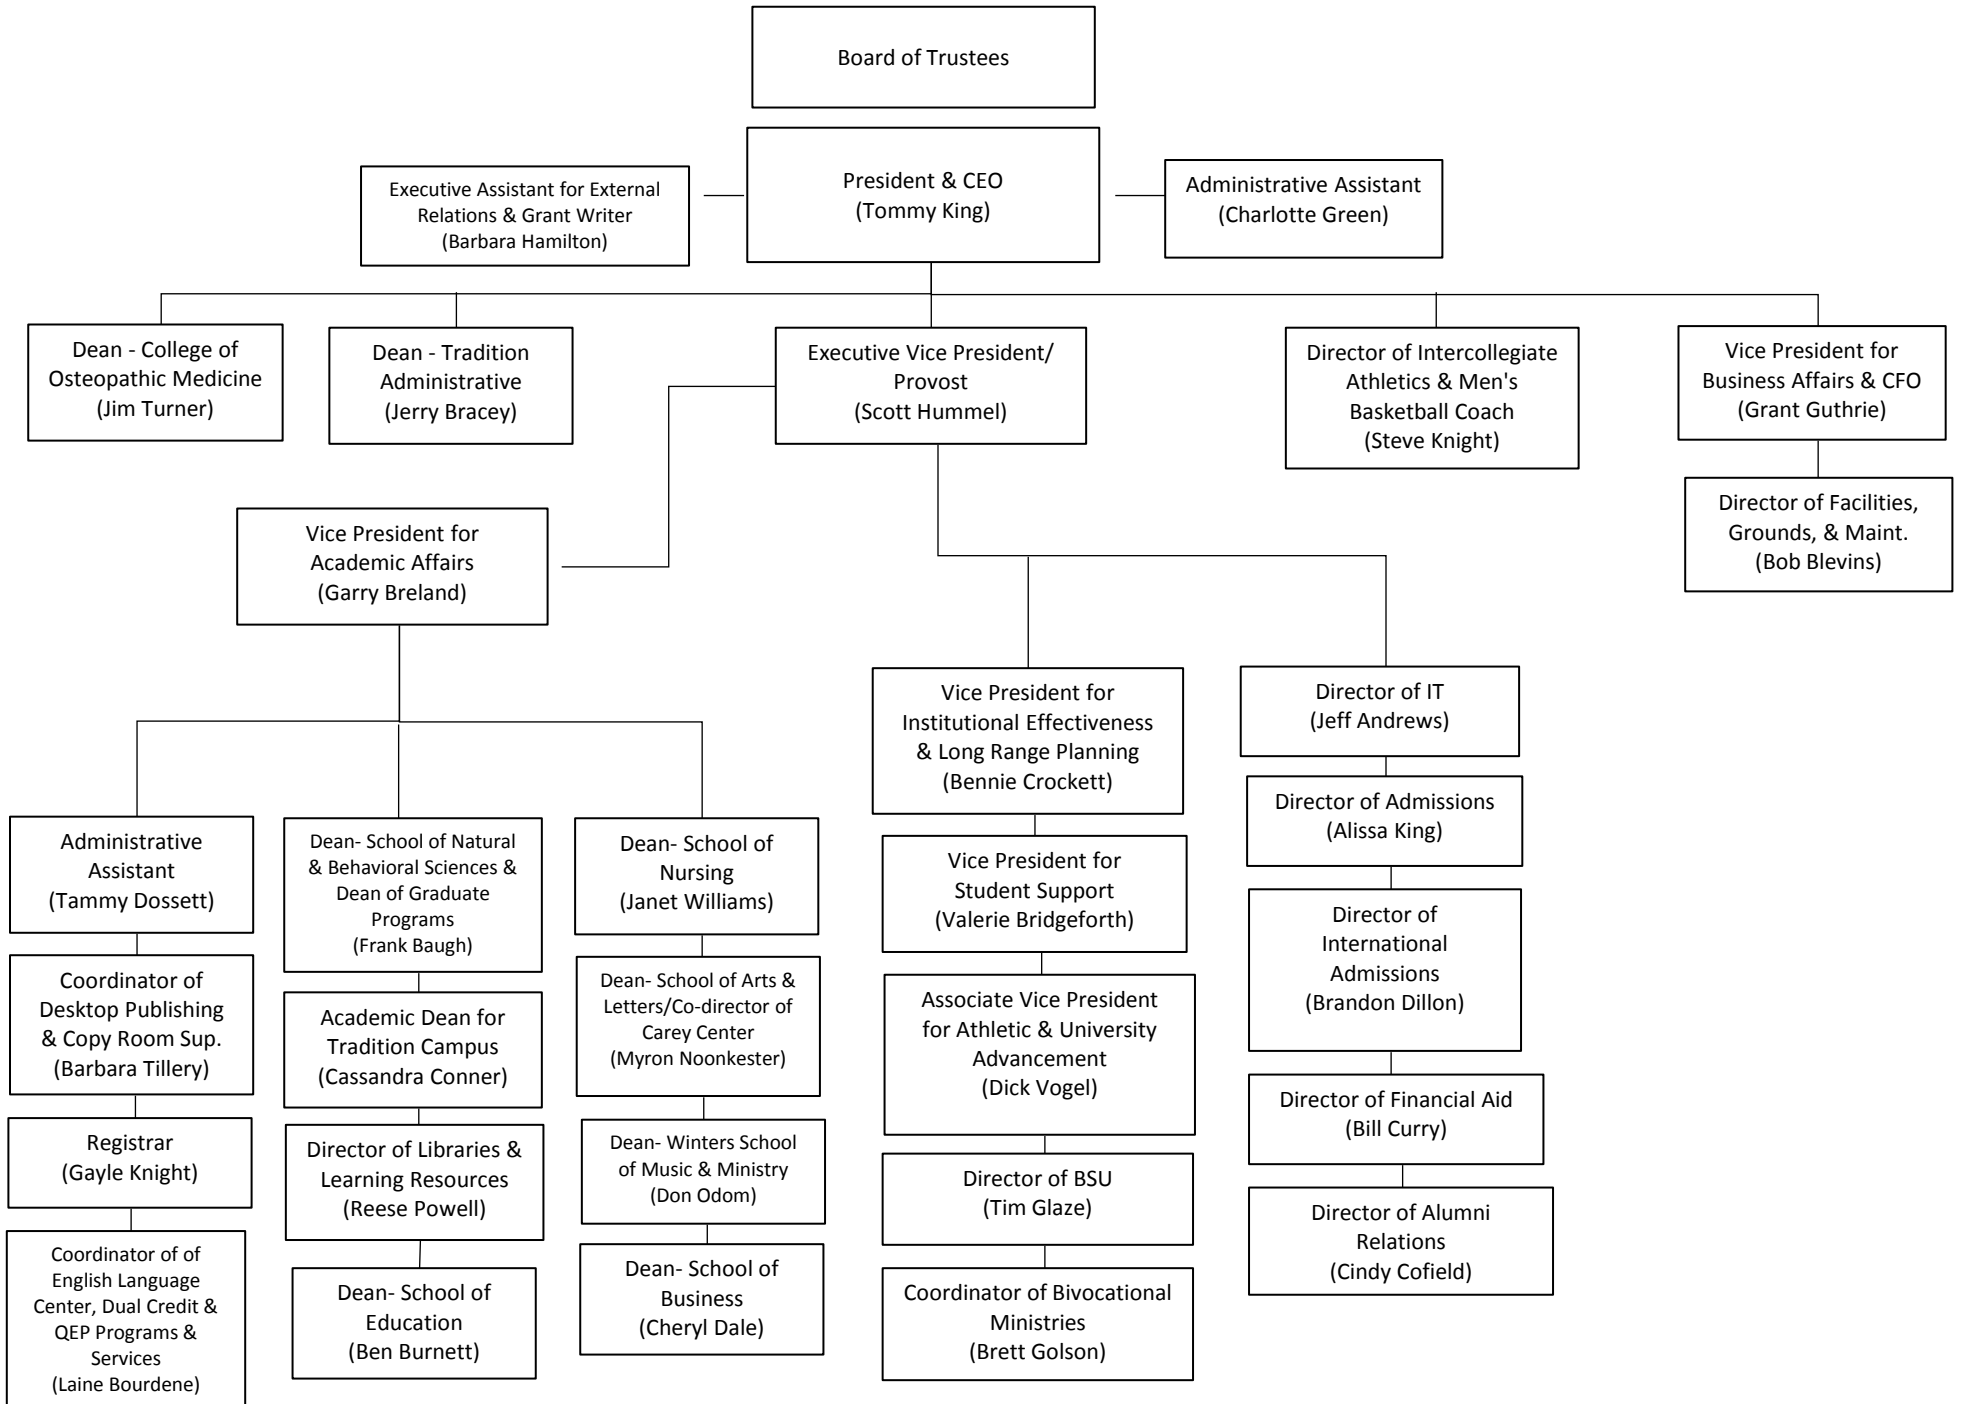 Board of Trustees
Executive Assistant for External
Relations & Grant Writer
(Barbara Hamilton)
President & CEO
(Tommy King)
Administrative Assistant
(Charlotte Green)
Dean - College of
Osteopathic Medicine
(Jim Turner)
Dean - Tradition
Administrative
(Jerry Bracey)
Executive Vice President/
Provost
(Scott Hummel)
Director of Intercollegiate
Athletics & Men's
Basketball Coach
(Steve Knight)
Vice President for
Business Affairs & CFO
(Grant Guthrie)
Director of Facilities,
Grounds, & Maint.
(Bob Blevins)
Vice President for
Academic Affairs
(Garry Breland)
Administrative
Assistant
(Tammy Dossett)
Coordinator of
Desktop Publishing
& Copy Room Sup.
(Barbara Tillery)
Registrar
(Gayle Knight)
Coordinator of of
English Language
Center, Dual Credit &
QEP Programs &
Services
(Laine Bourdene)
Dean- School of Natural
& Behavioral Sciences &
Dean of Graduate
Programs
(Frank Baugh)
Academic Dean for
Tradition Campus
(Cassandra Conner)
Director of Libraries &
Learning Resources
(Reese Powell)
Dean- School of
Education
(Ben Burnett)
Dean- School of
Nursing
(Janet Williams)
Dean- School of Arts &
Letters/Co-director of
Carey Center
(Myron Noonkester)
Dean- Winters School
of Music & Ministry
(Don Odom)
Dean- School of
Business
(Cheryl Dale)
Vice President for
Institutional Effectiveness
& Long Range Planning
(Bennie Crockett)
Vice President for
Student Support
(Valerie Bridgeforth)
Associate Vice President
for Athletic & University
Advancement
(Dick Vogel)
Director of BSU
(Tim Glaze)
Coordinator of Bivocational
Ministries
(Brett Golson)
Director of IT
(Jeff Andrews)
Director of Admissions
(Alissa King)
Director of
International
Admissions
(Brandon Dillon)
Director of Financial Aid
(Bill Curry)
Director of Alumni
Relations
(Cindy Cofield)